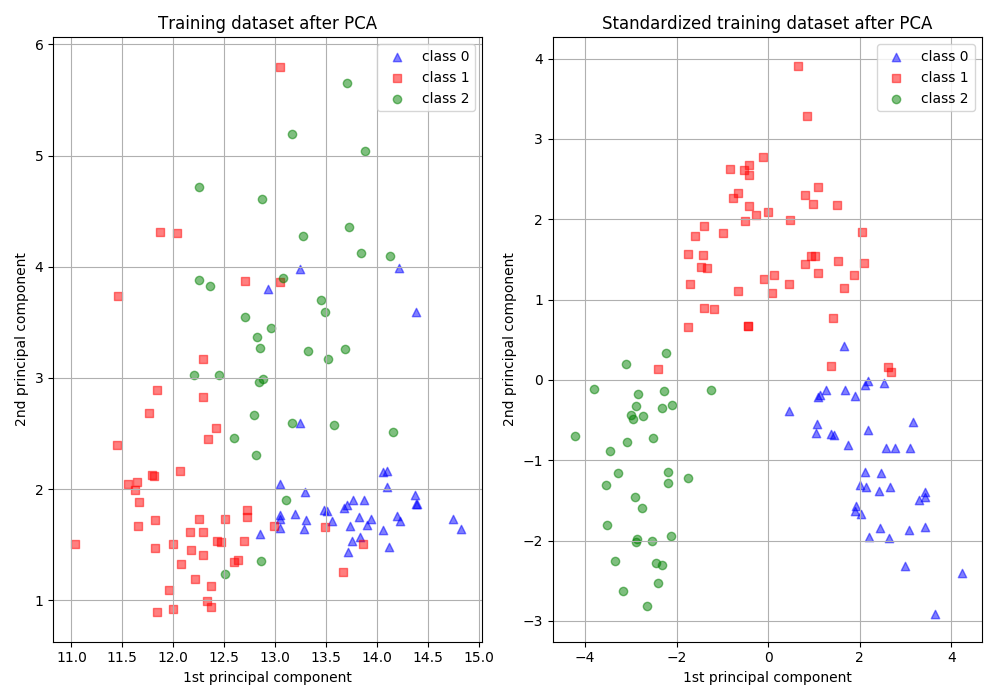 Training dataset after PCA
class 0
class 1
class 2
6
5
4
3
2
1
2nd principal component
11.0 11.5 12.0 12.5 13.0 13.5 14.0 14.5 15.0
1st principal component
Standardized training dataset after PCA
class 0
class 1
class 2
4
3
2
1
0
−1
−2
−3
2nd principal component
−4 −2 0 2 4
1st principal component